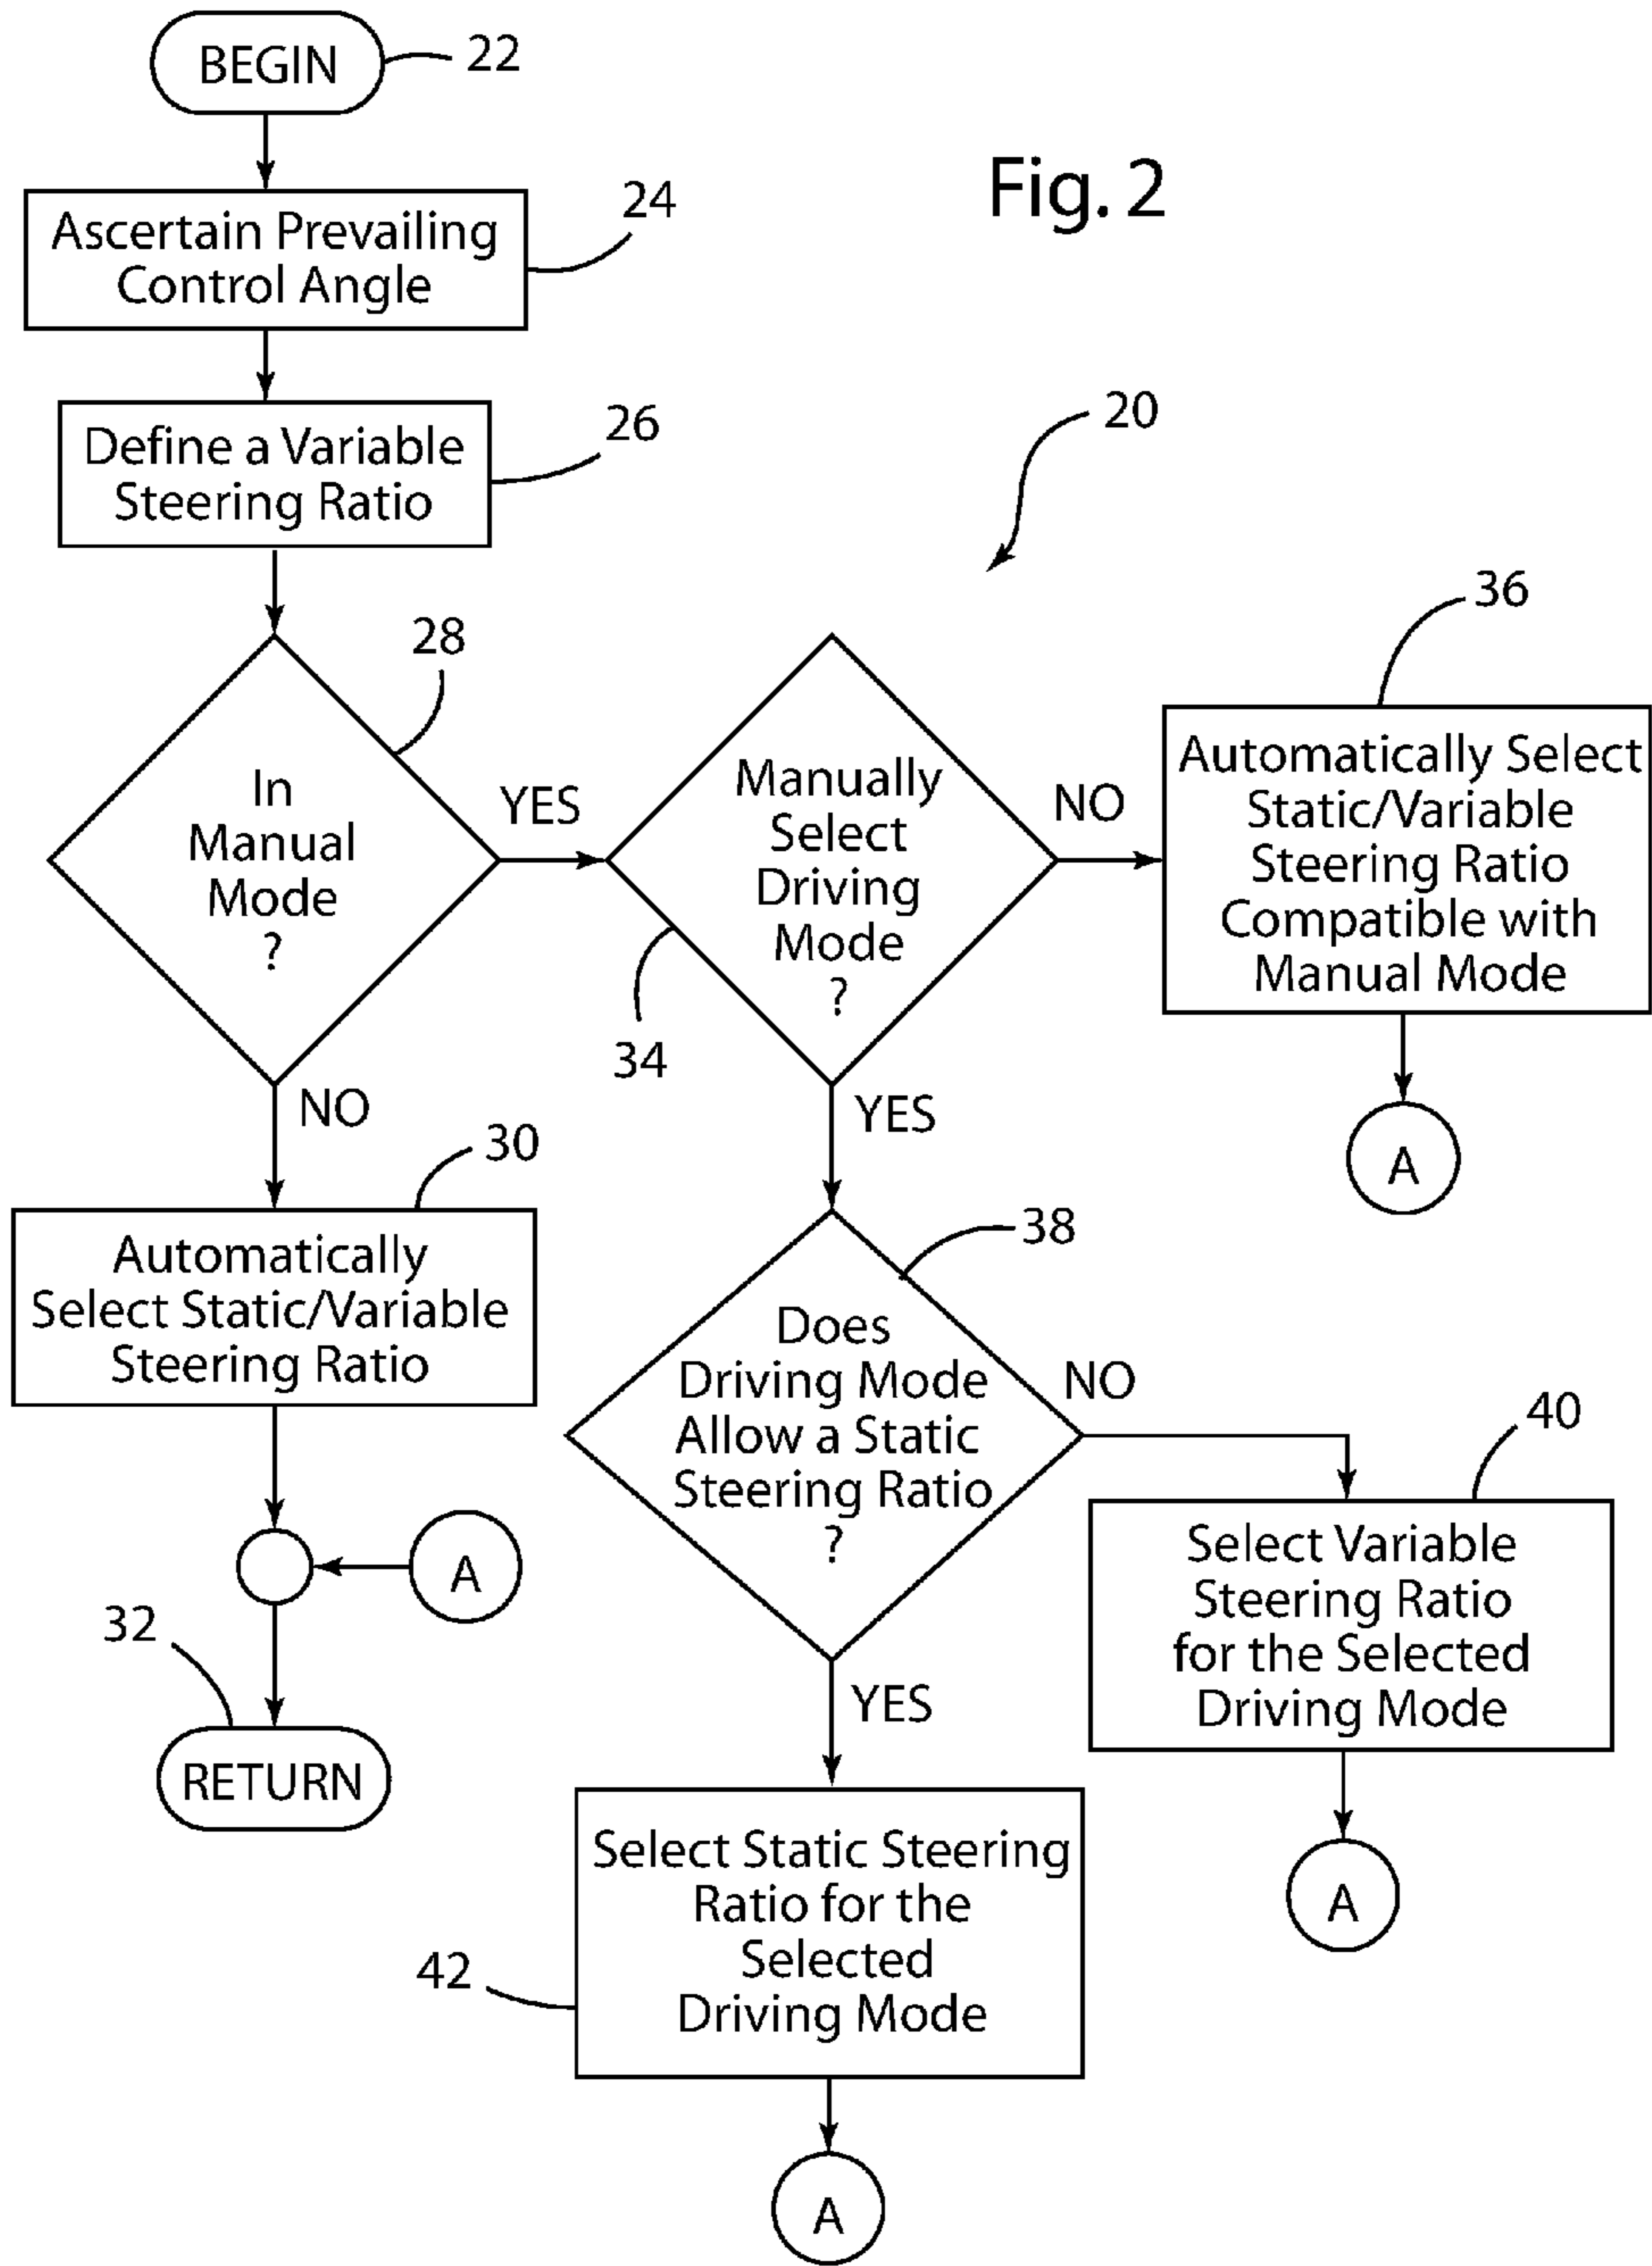 BEGIN
22
Fig. 2
Ascertain Prevailing
Control Angle
24
Define a Variable
Steering Ratio
26
20
In
Manual
Mode
?
28
YES
NO
Manually
Select
Driving
Mode
?
34
NO
YES
36
Automatically Select
Static/Variable
Steering Ratio
Compatible with
Manual Mode
A
30
Automatically
Select Static/Variable
Steering Ratio
A
32
RETURN
38
Does
Driving Mode
Allow a Static
Steering Ratio
?
NO
YES
40
Select Variable
Steering Ratio
for the Selected
Driving Mode
A
42
Select Static Steering
Ratio for the
Selected
Driving Mode
A